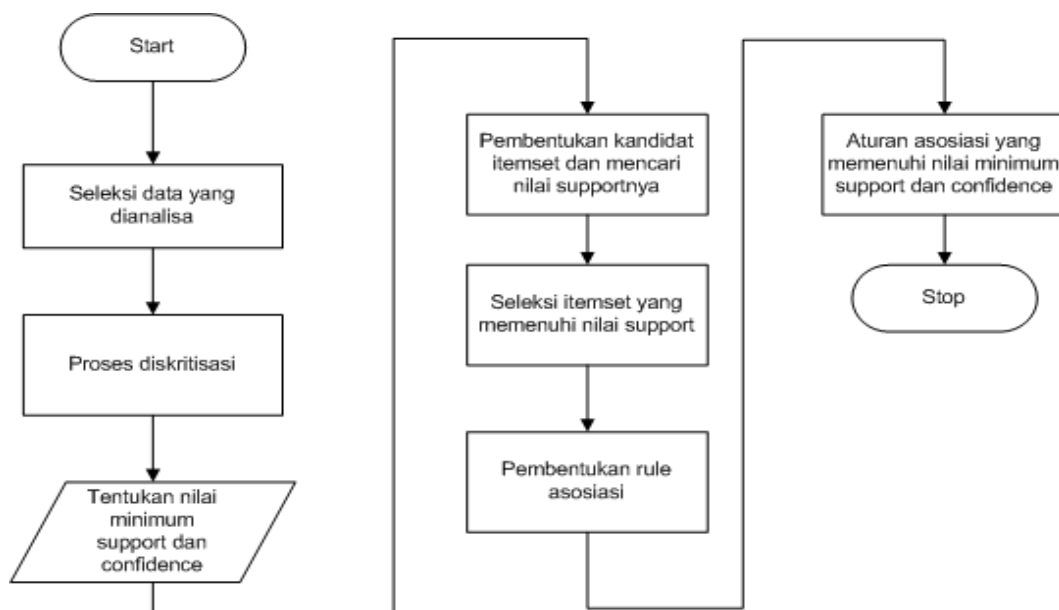 Start
Seleksi data yang
dianalisa
Proses diskritisasi
Tentukan nilai
minimum
support dan
confidence
Pembentukan kandidat
itemset dan mencari
nilai supportnya
Seleksi itemset yang
memenuhi nilai support
Pembentukan rule
asosiasi
Aturan asosiasi yang
memenuhi nilai minimum
support dan confidence
Stop